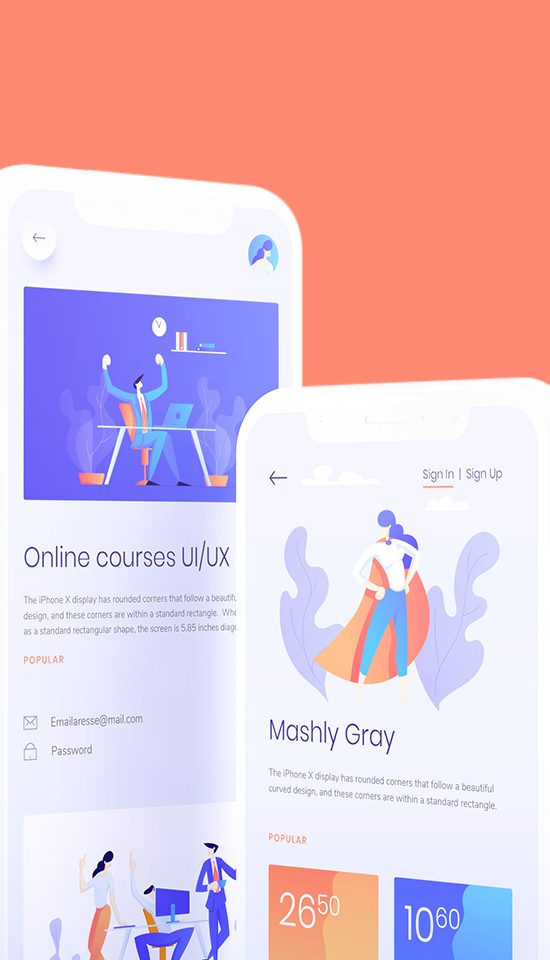 Online courses UI/UX
The iPhone X display has rounded corners that follow a beautiful
design, and these corners are within a standard rectangle. Whe
as a standard rectangular shape, the screen is 5.85 inches diag
POPULAR
Emailaresse@mail.com
Password
Sign In | Sign Up
Mashly Gray
The iPhone X display has rounded corners that follow a beautiful
curved design, and these corners are within a standard rectangle.
POPULAR
26 50
10 60